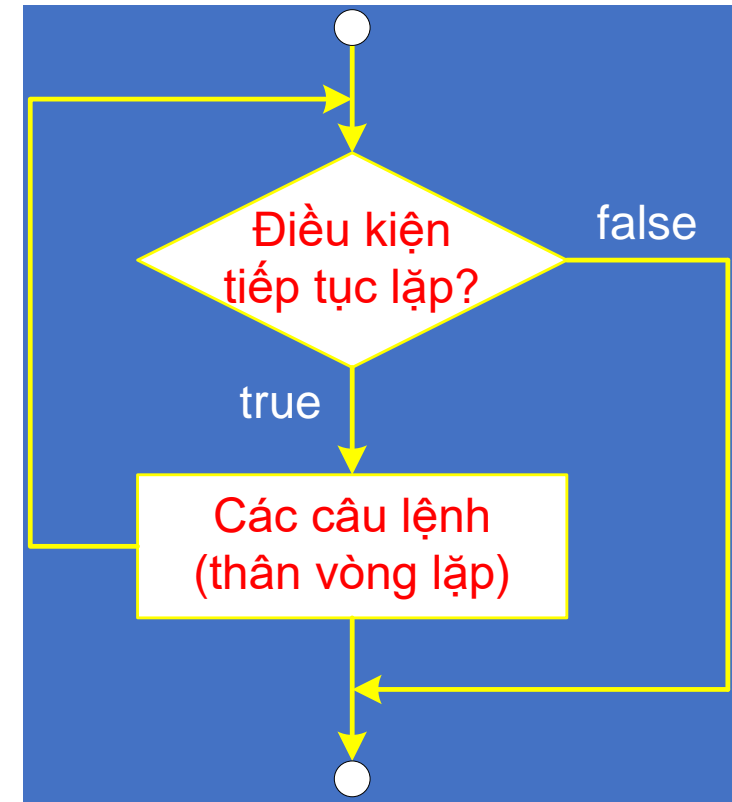 Điều kiện
tiếp tục lặp?
false
true
Các câu lệnh
(thân vòng lặp)